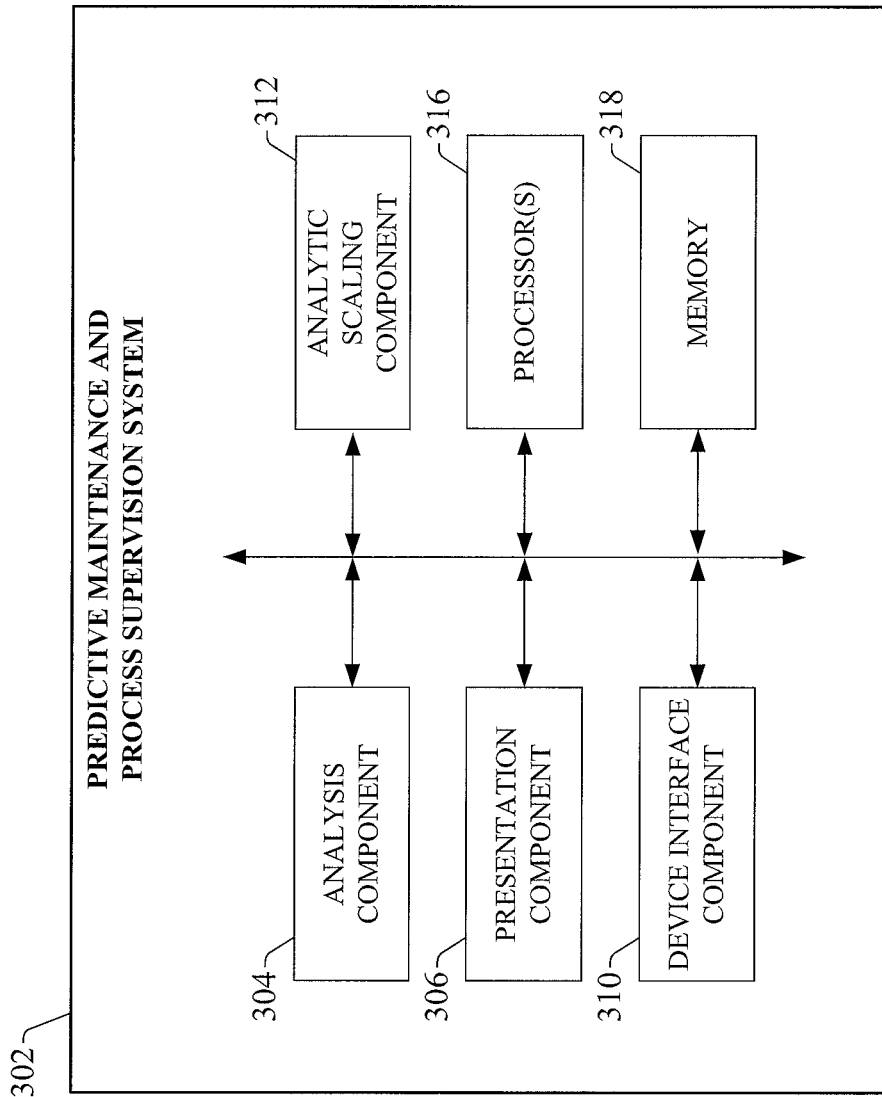 302
PREDICTIVE MAINTENANCE AND
PROCESS SUPERVISION SYSTEM
304
ANALYSIS
COMPONENT
306
PRESENTATION
COMPONENT
310
DEVICE INTERFACE
COMPONENT
312
ANALYTIC
SCALING
COMPONENT
316
PROCESSOR(S)
318
MEMORY